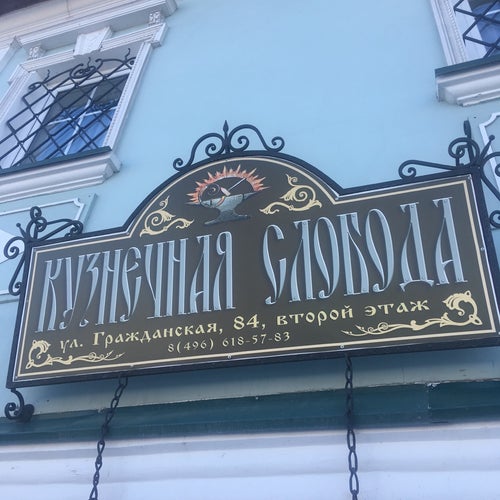 КУЗНЕЧНАЯ СЛОБОДА
ул. Гражданская, 84, второй этаж
8(496) 618-57-83